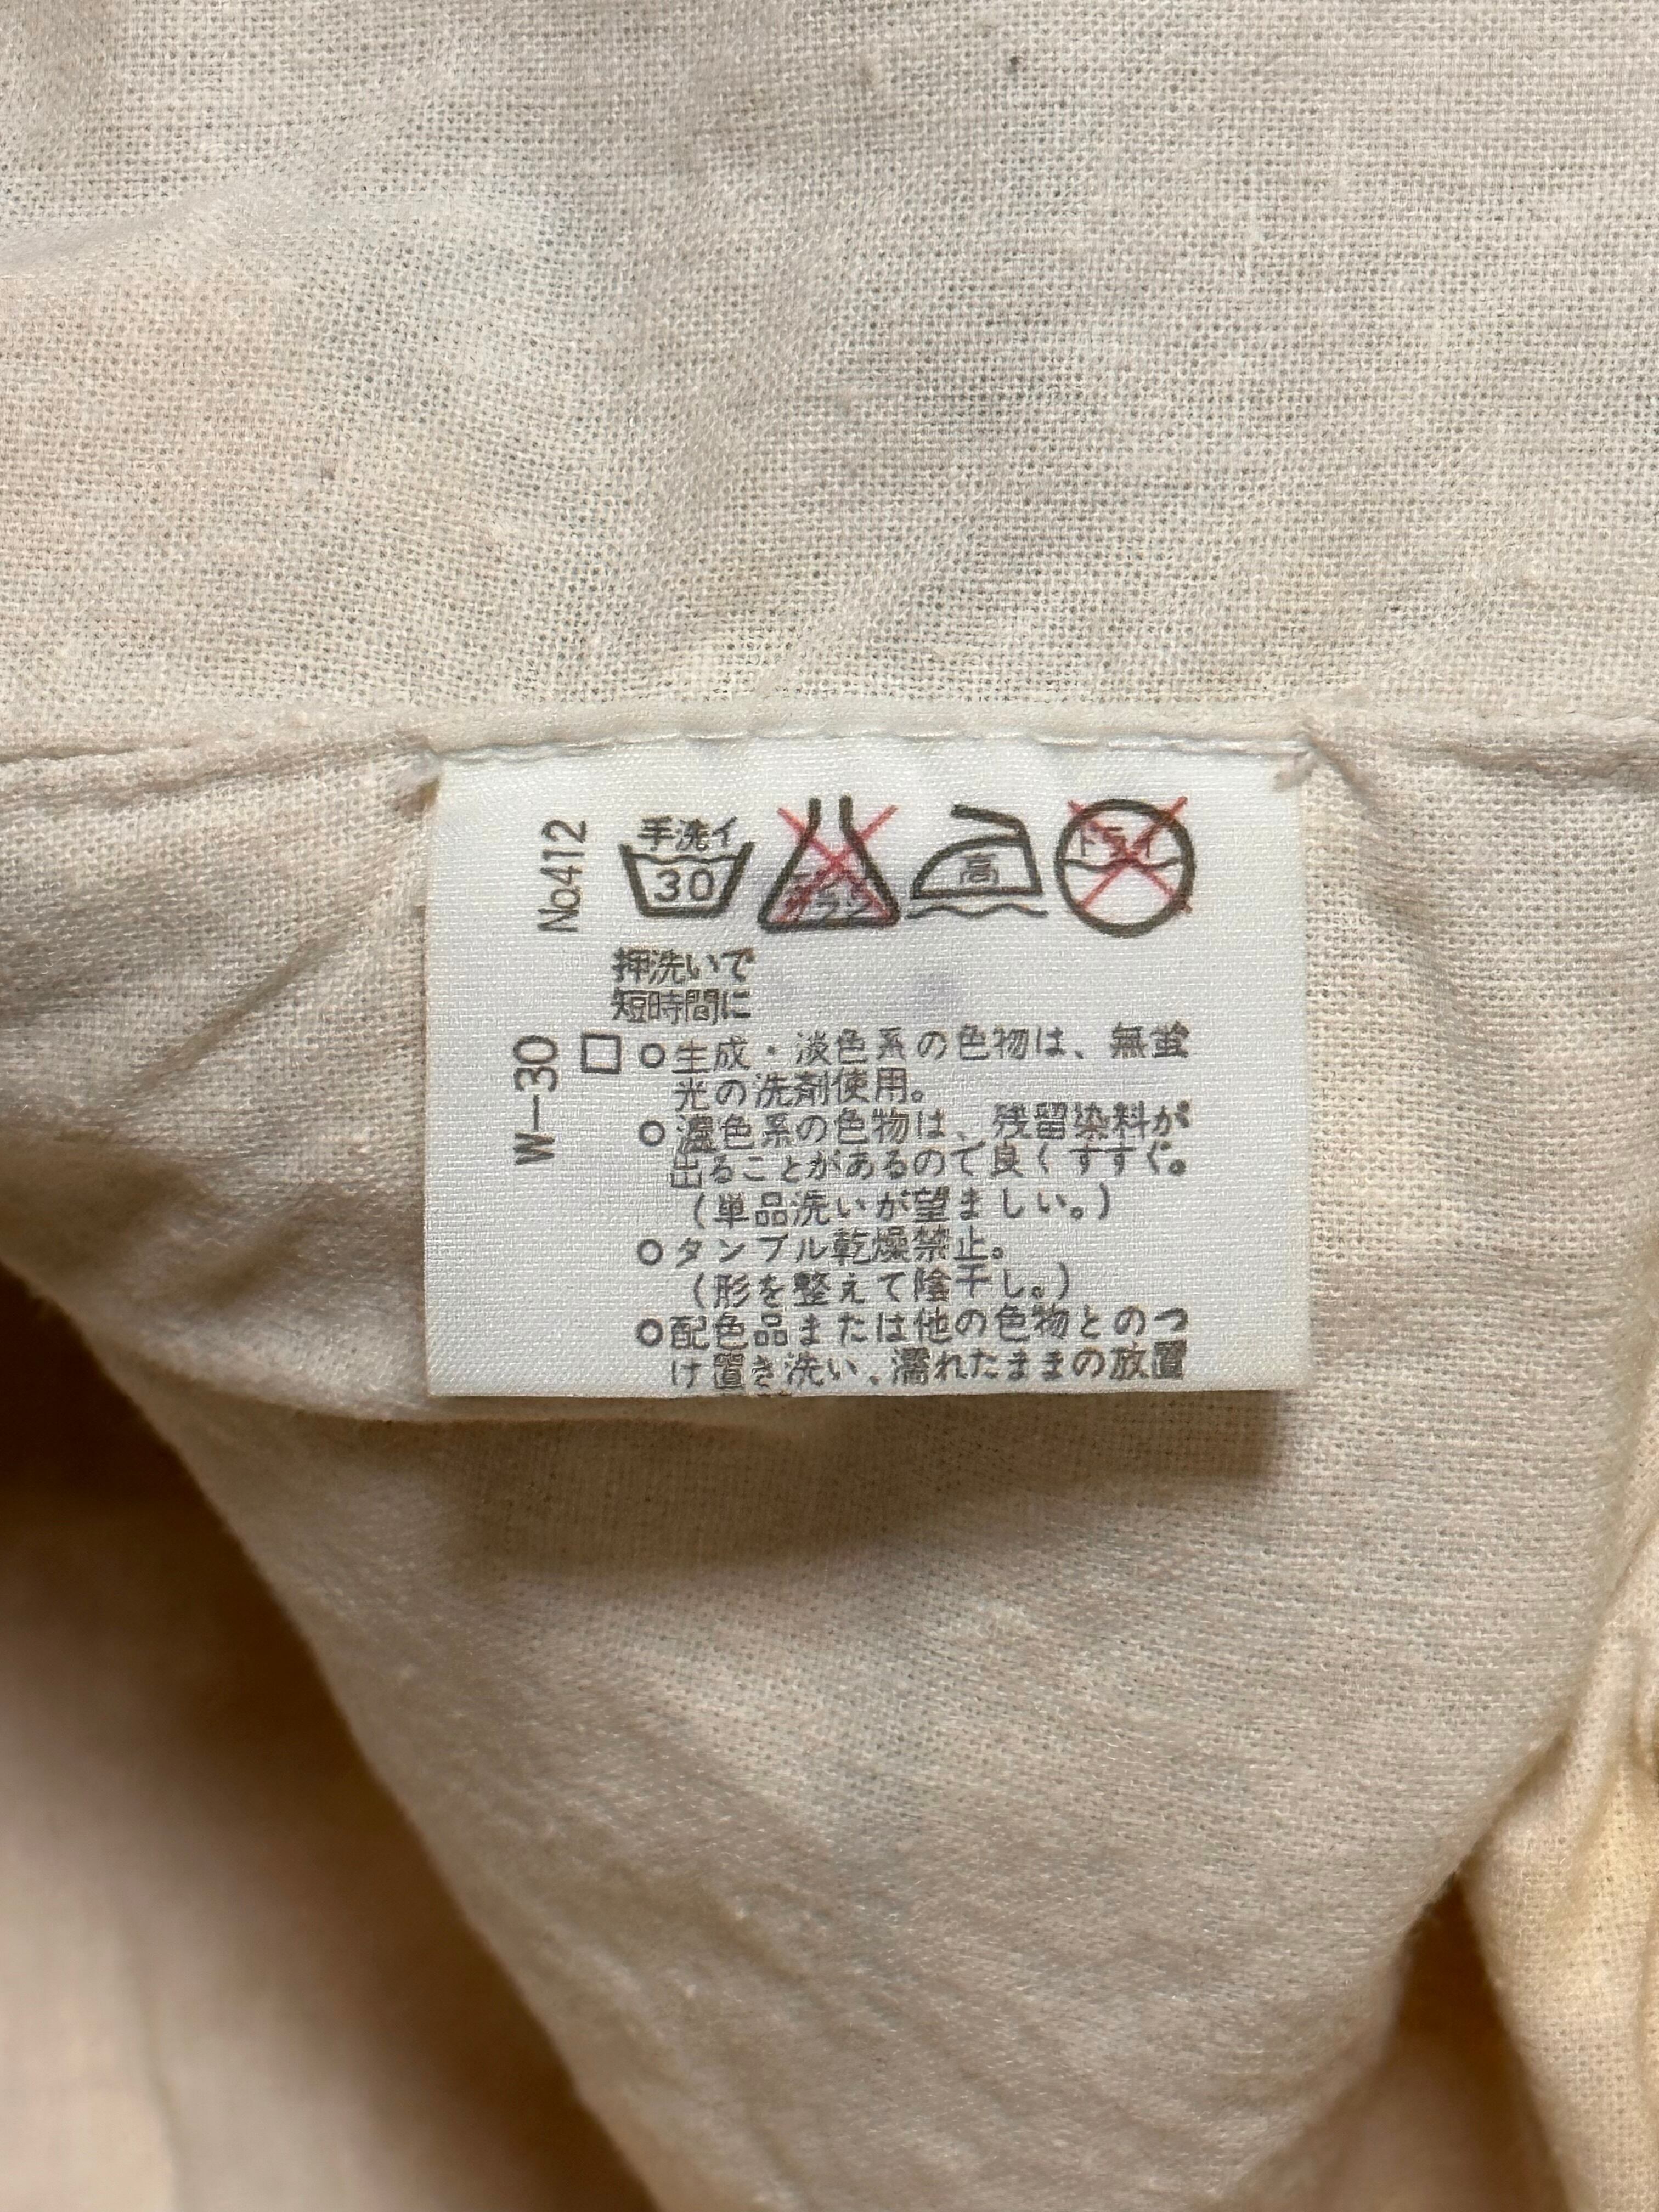 No.412
W-30
手洗イ
30
高
ドライ
押洗いで
短時間に
○生成・淡色系の色物は、無蛍
光の洗剤使用。
○濃色系の色物は、残留染料が
出ることがあるので良くすすぐ。
(単品洗いが望ましい。)
○タンブル乾燥禁止。
(形を整えて陰干し。)
○配色品または他の色物とのつ
け置き洗い、濡れたままの放置